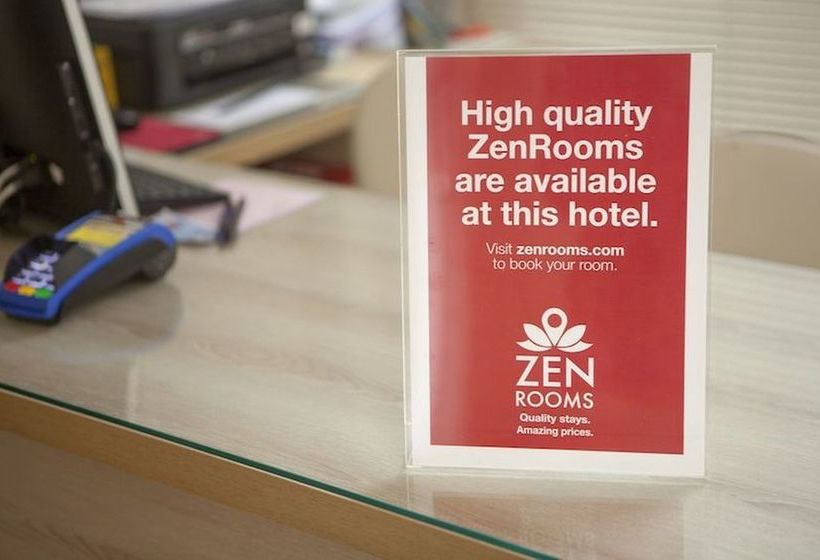 High quality
ZenRooms
are available
at this hotel.
Visit zenrooms.com
to book your room.
ZEN
ROOMS
Quality stays.
Amazing prices.